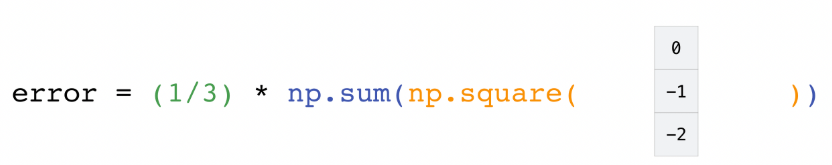 0
error = (1/3) * np.sum(np.square( -1 ))
-2